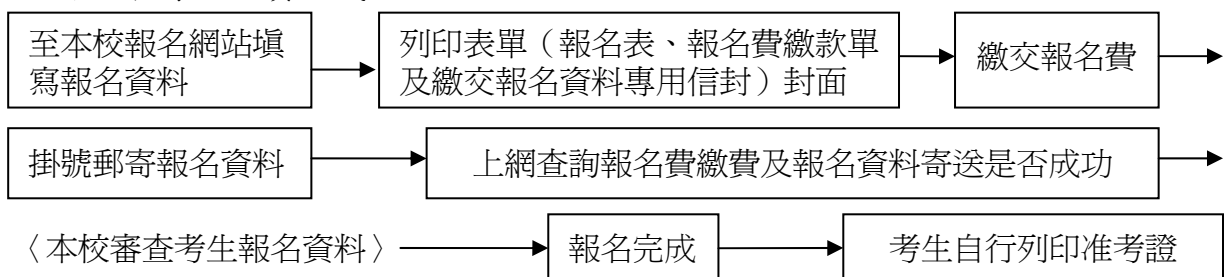 至本校報名網站填
寫報名資料
列印表單（報名表、報名費繳款單
及繳交報名資料專用信封）封面
繳交報名費
掛號郵寄報名資料
上網查詢報名費繳費及報名資料寄送是否成功
〈本校審查考生報名資料〉
報名完成
考生自行列印准考證